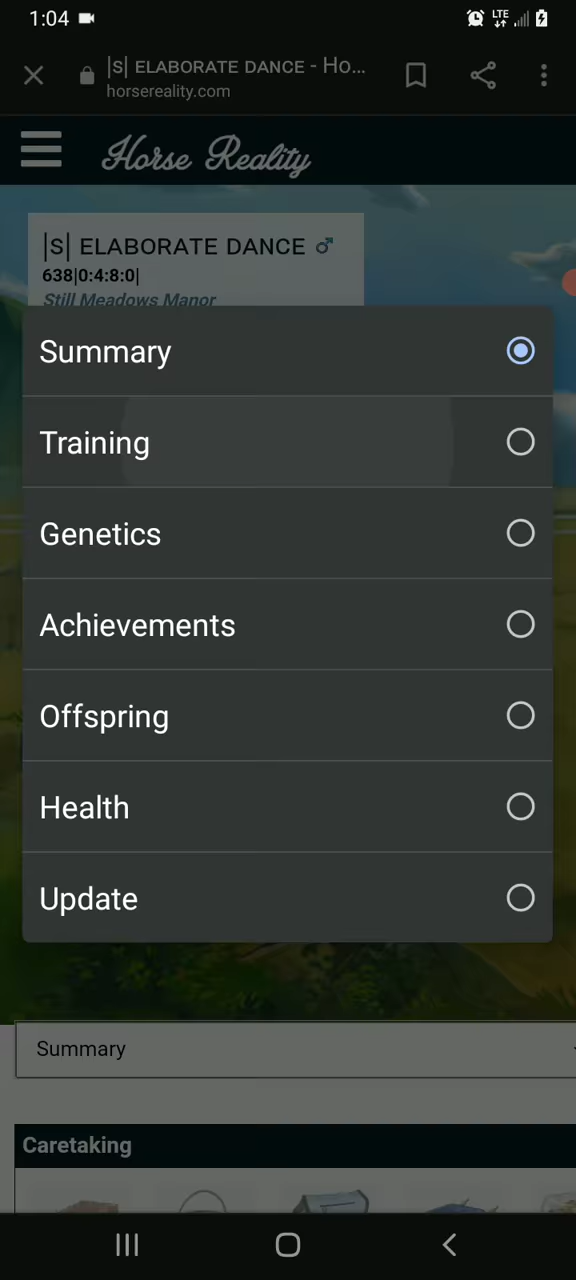 1:04
LTE
|S| ELABORATE DANCE - Ho...
horsereality.com
Horse Reality
|S| ELABORATE DANCE ♂
638|0:4:8:0|
Still Meadows Manor
Summary
Training
Genetics
Achievements
Offspring
Health
Update
Summary
Caretaking